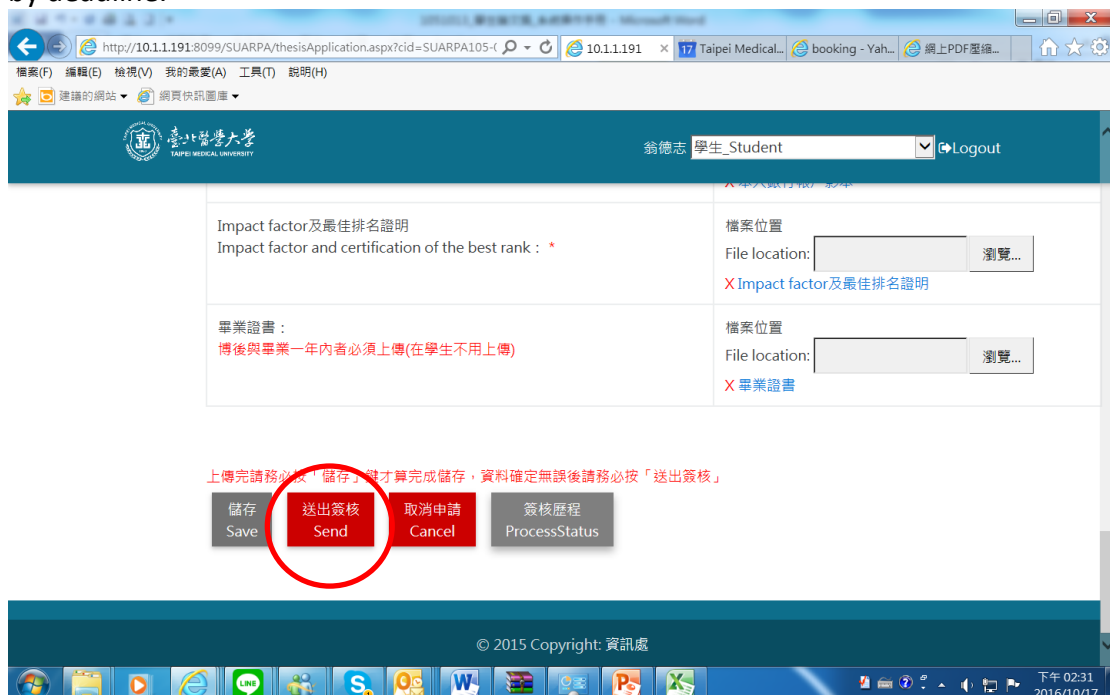 by deadline.
http://10.1.1.191:8099/SUARPA/thesisApplication.aspx?cid=SUARPA105-(
10.1.1.191
17 Taipei Medical...
booking - Yah...
網上PDF壓縮...
檔案(F) 編輯(E) 檢視(V) 我的最愛(A) 工具(T) 說明(H)
建議的網站 網頁快訊圖庫
臺北醫學大學
TAIPEI MEDICAL UNIVERSITY
翁德志 學生_Student Logout
X 本人銀行帳戶影本
Impact factor及最佳排名證明
Impact factor and certification of the best rank： *
檔案位置
File location: 瀏覽...
X Impact factor及最佳排名證明
畢業證書：
博後與畢業一年內者必須上傳(在學生不用上傳)
檔案位置
File location: 瀏覽...
X 畢業證書
上傳完請務必按「儲存」鍵才算完成儲存，資料確定無誤後請務必按「送出簽核」
儲存
Save
送出簽核
Send
取消申請
Cancel
簽核歷程
ProcessStatus
© 2015 Copyright: 資訊處
LINE
下午 02:31
2016/10/17